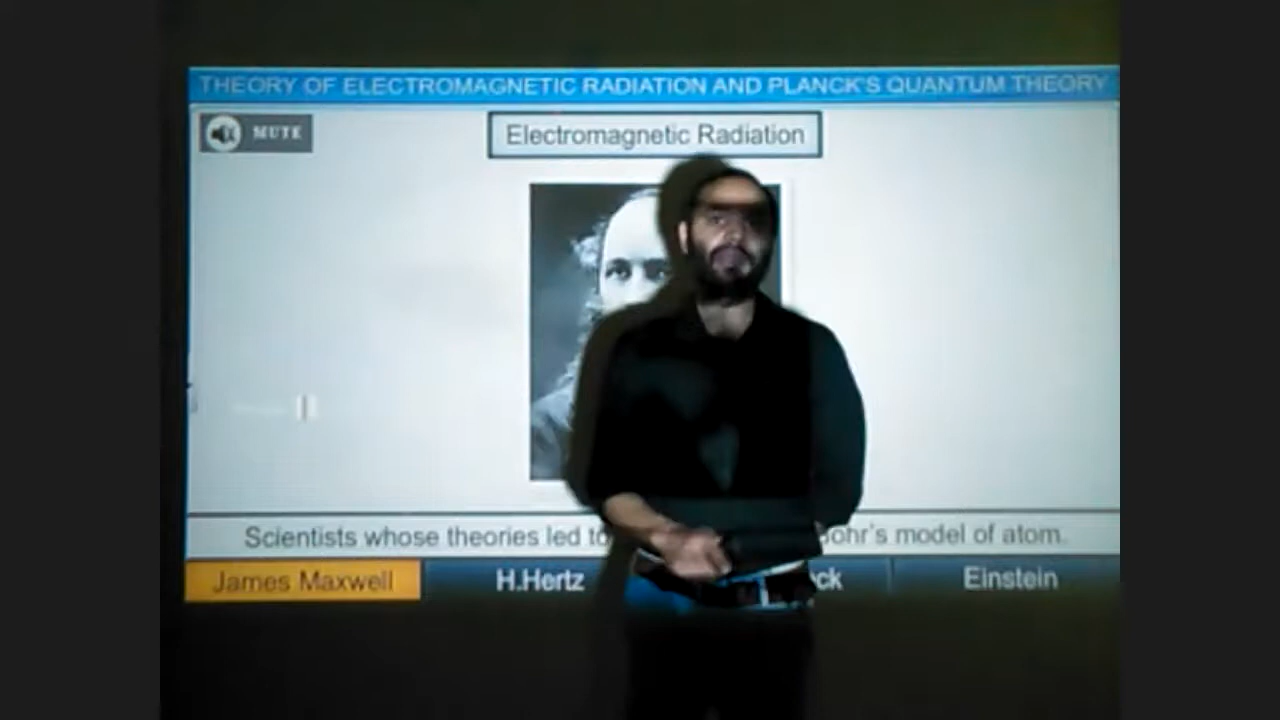 THEORY OF ELECTROMAGNETIC RADIATION AND PLANCK'S QUANTUM THEORY
MUTE
Electromagnetic Radiation
Scientists whose theories led to ohr's model of atom.
James Maxwell H.Hertz ck Einstein